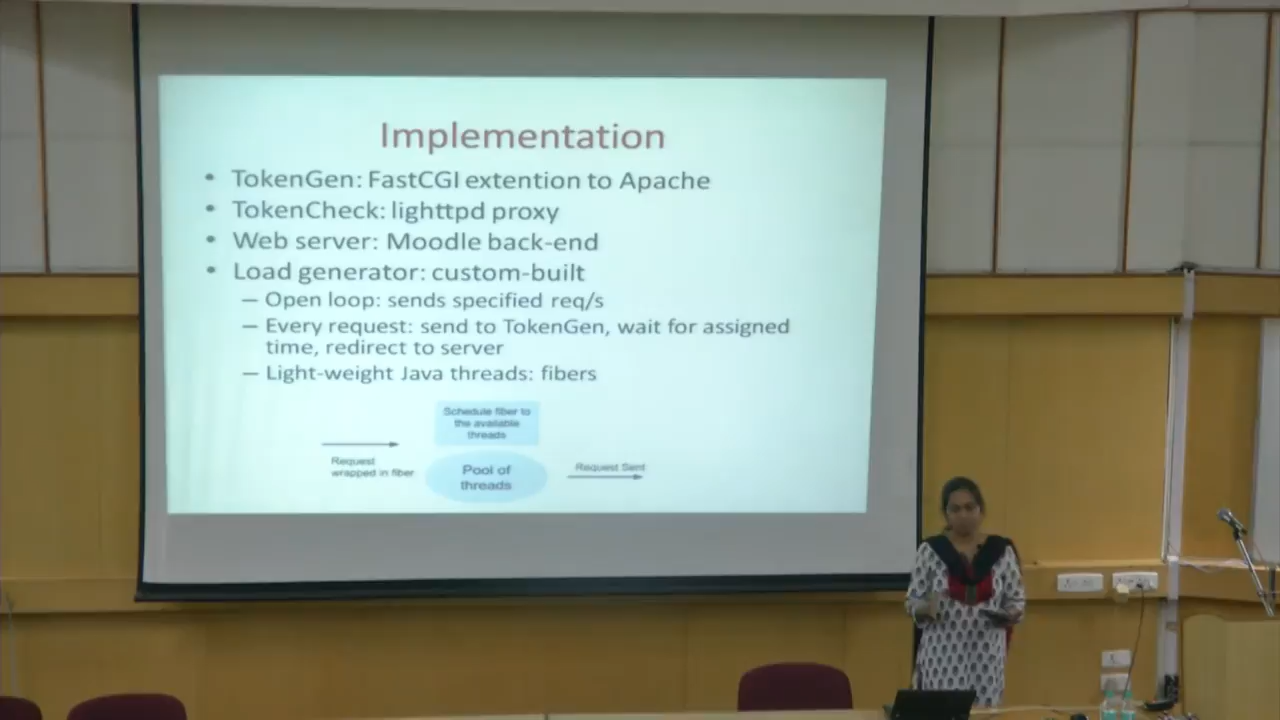 Implementation
• TokenGen: FastCGI extention to Apache
• TokenCheck: lighttpd proxy
• Web server: Moodle back-end
• Load generator: custom-built
– Open loop: sends specified req/s
– Every request: send to TokenGen, wait for assigned
time, redirect to server
– Light-weight Java threads: fibers
Schedule fiber to
the available
threads
Request
wrapped in fiber
Pool of
threads
Request Sent